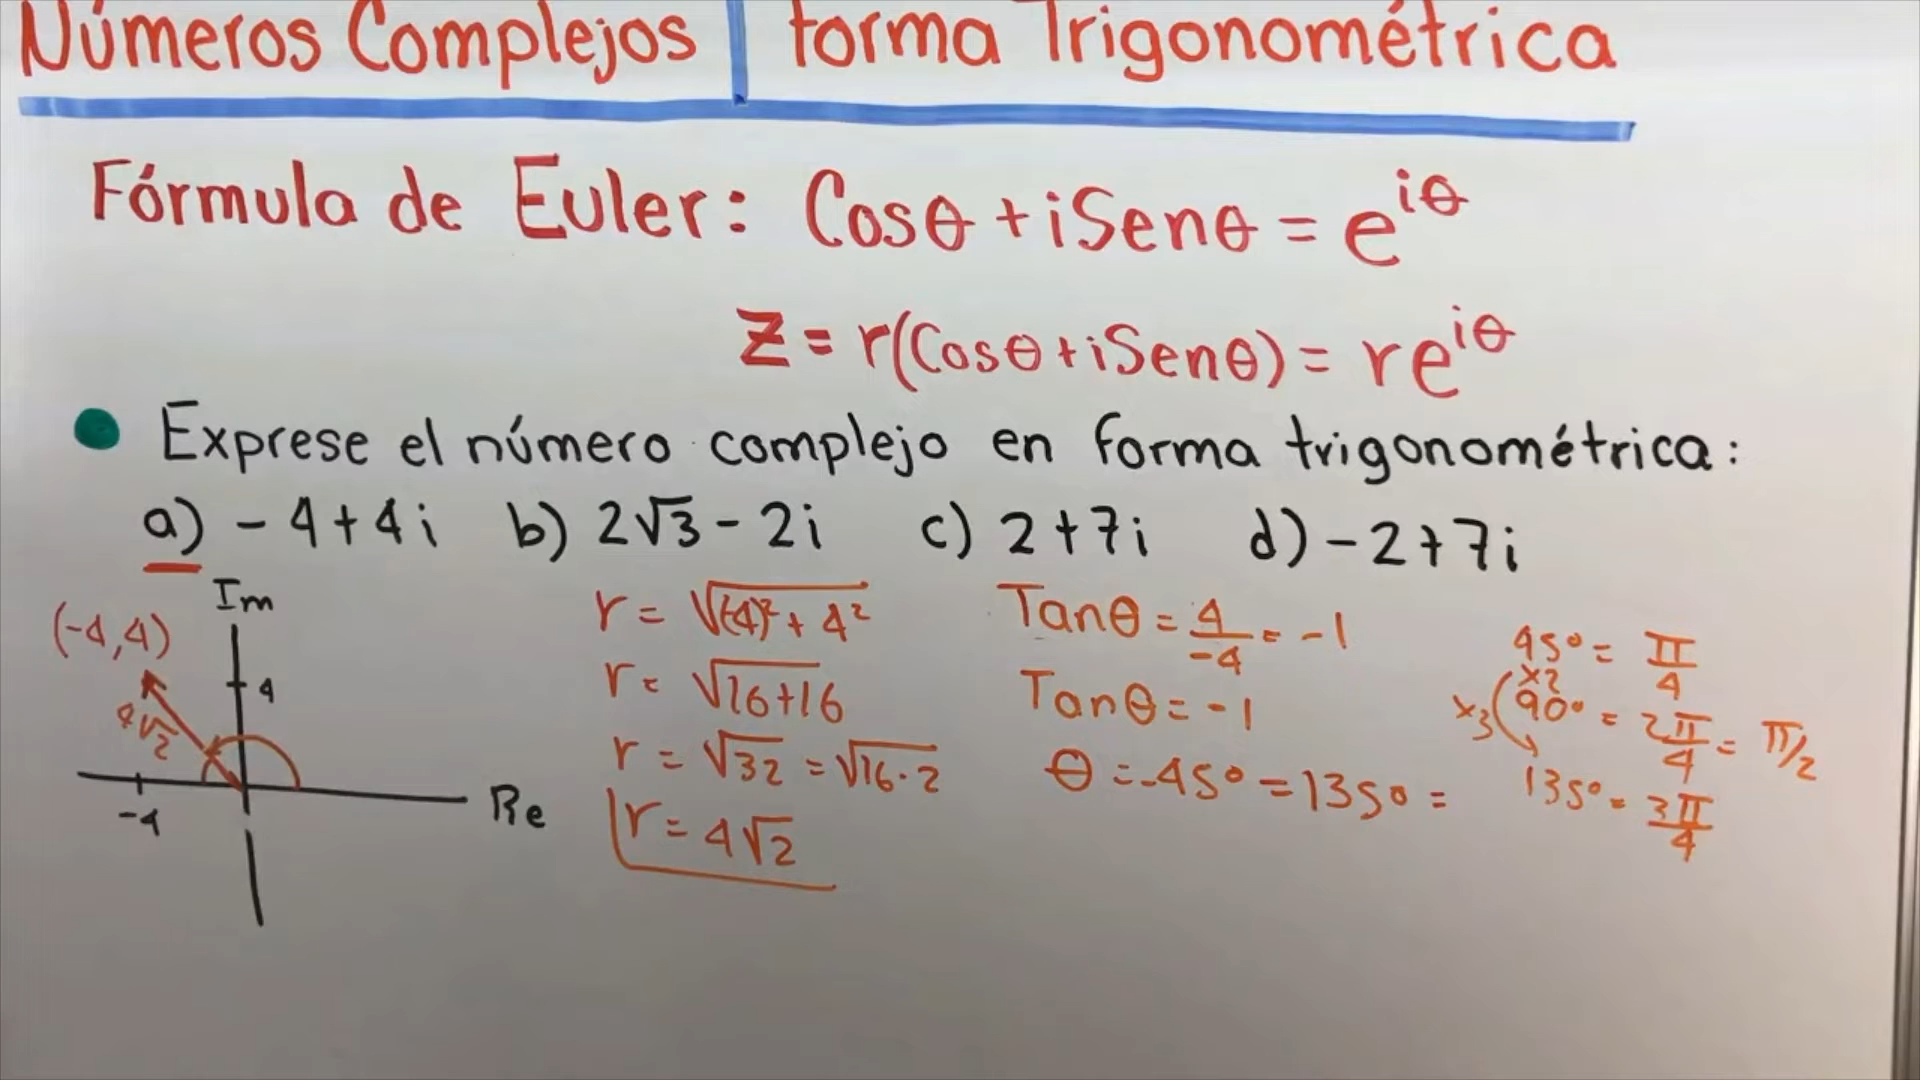 Números Complejos | forma Trigonométrica
Fórmula de Euler: Cosθ + iSenθ = e^{iθ}
Z = r(Cosθ + iSenθ) = re^{iθ}
Exprese el número complejo en forma trigonométrica:
a) -4+4i b) 2√3 - 2i c) 2+7i d) -2+7i
Im
(-4,4)
4
4√2
-4
Re
r = √((-4)² + 4²)
r = √(16+16)
r = √32 = √(16·2)
r = 4√2
Tanθ = 4/-4 = -1
Tanθ = -1
θ = -45° = 135° =
45° = π/4
x2
x3
90° = 2π/4 = π/2
135° = 3π/4